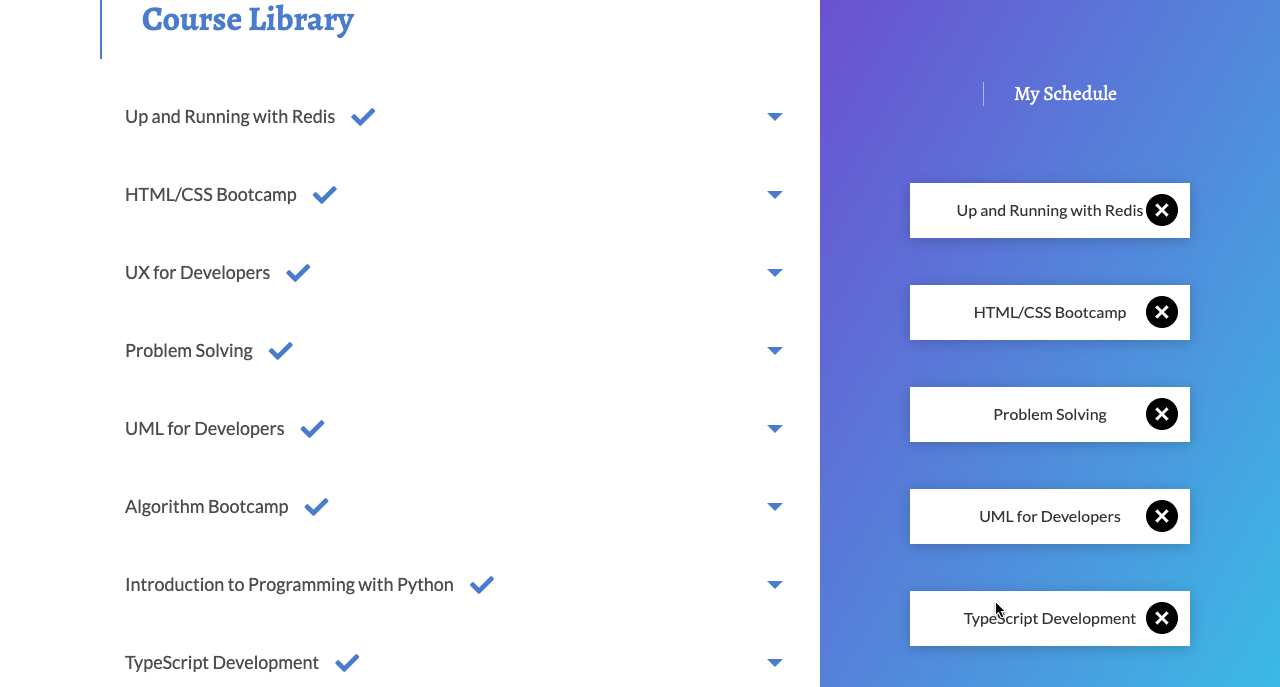 Course Library
Up and Running with Redis
HTML/CSS Bootcamp
UX for Developers
Problem Solving
UML for Developers
Algorithm Bootcamp
Introduction to Programming with Python
TypeScript Development
My Schedule
Up and Running with Redis
HTML/CSS Bootcamp
Problem Solving
UML for Developers
TypeScript Development